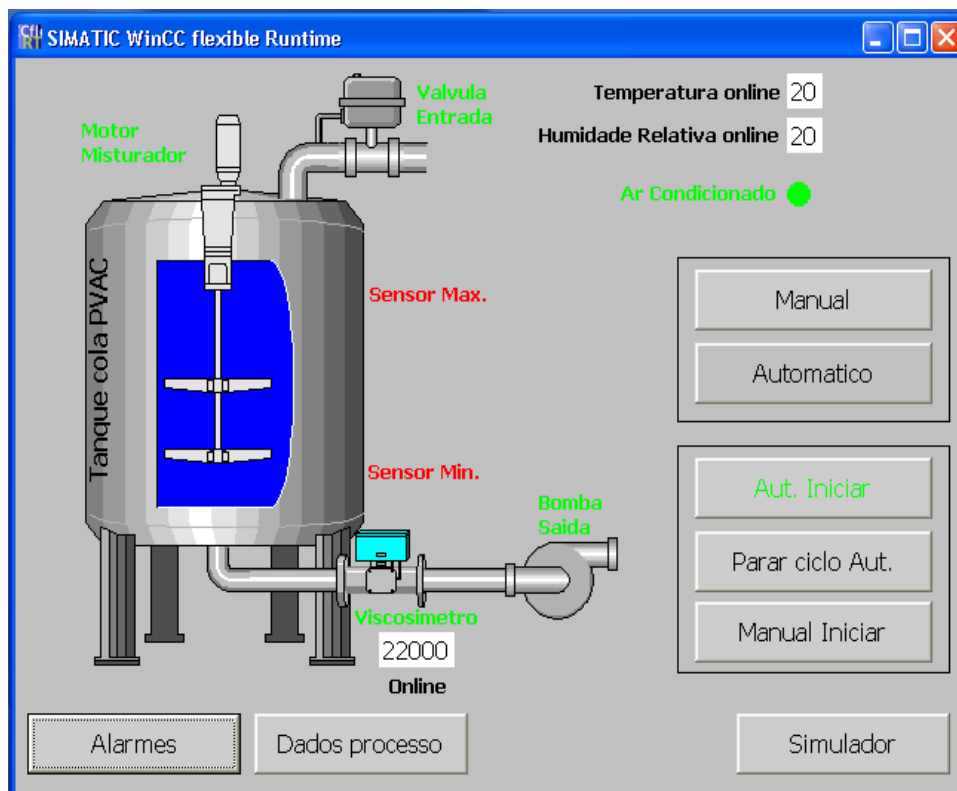 SIMATIC WinCC flexible Runtime
Valvula
Entrada
Temperatura online 20
Humidade Relativa online 20
Motor
Misturador
Ar Condicionado
Tanque cola PVAC
Sensor Max.
Manual
Automatico
Sensor Min.
Aut. Iniciar
Bomba
Saida
Parar ciclo Aut.
Viscosimetro
22000
Online
Manual Iniciar
Alarmes
Dados processo
Simulador